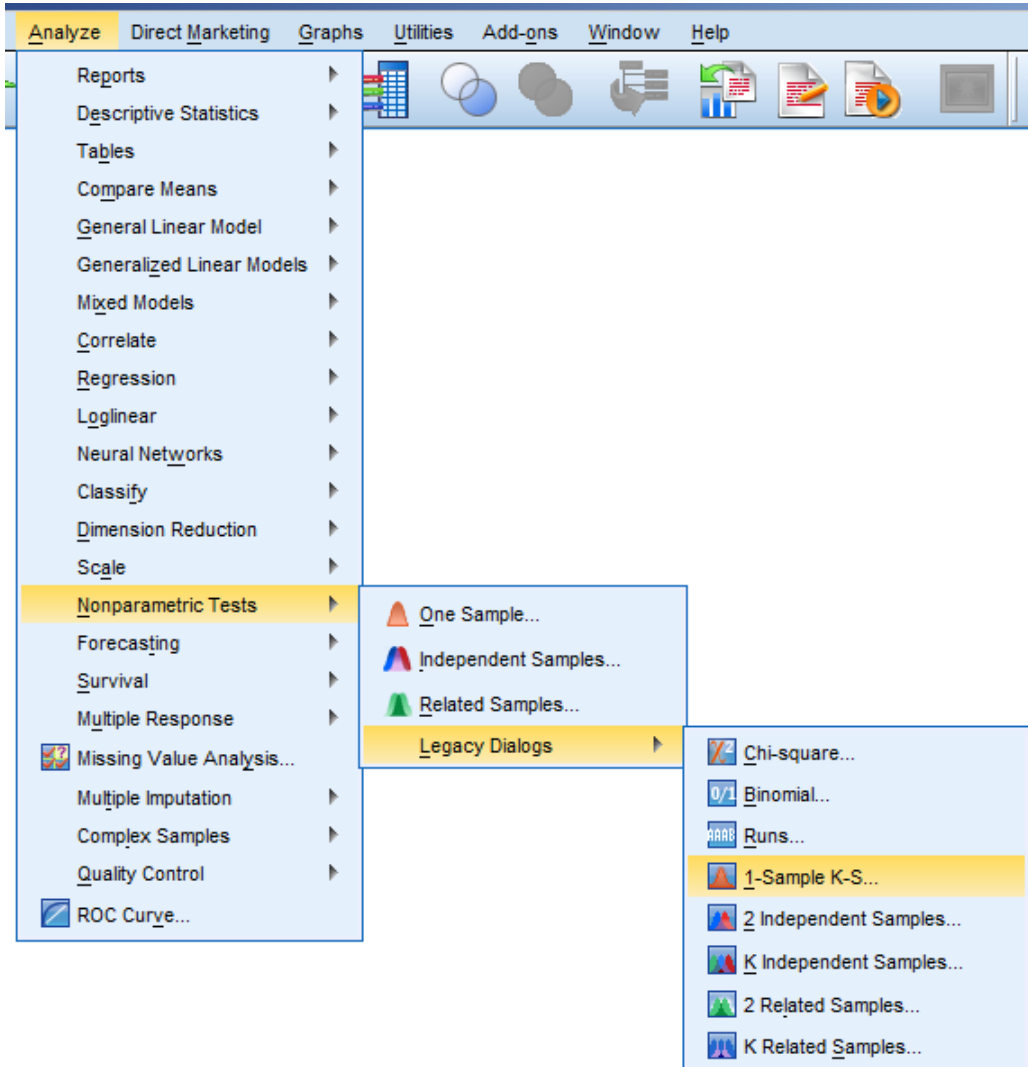 Analyze Direct Marketing Graphs Utilities Add-ons Window Help
Reports
Descriptive Statistics
Tables
Compare Means
General Linear Model
Generalized Linear Models
Mixed Models
Correlate
Regression
Loglinear
Neural Networks
Classify
Dimension Reduction
Scale
Nonparametric Tests
Forecasting
Survival
Multiple Response
Missing Value Analysis...
Multiple Imputation
Complex Samples
Quality Control
ROC Curve...
One Sample...
Independent Samples...
Related Samples...
Legacy Dialogs
Chi-square...
0/1 Binomial...
AAAB Runs...
1-Sample K-S...
2 Independent Samples...
K Independent Samples...
2 Related Samples...
K Related Samples...